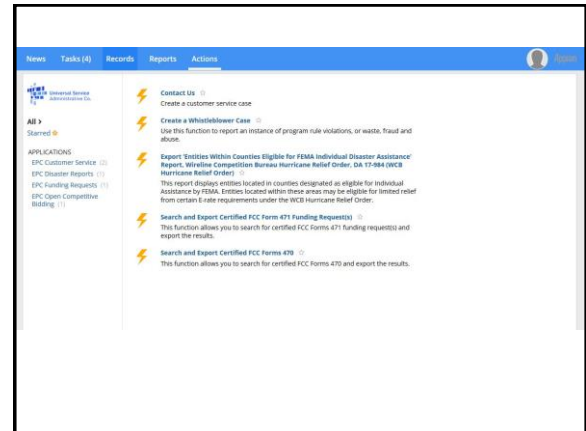 News Tasks (4) Records Reports Actions
Appian
Universal Service
Administrative Co.
All >
Starred
APPLICATIONS
EPC Customer Service (2)
EPC Disaster Reports (1)
EPC Funding Requests (1)
EPC Open Competitive
Bidding (1)
Contact Us
Create a customer service case
Create a Whistleblower Case
Use this function to report an instance of program rule violations, or waste, fraud and
abuse.
Export 'Entities Within Counties Eligible for FEMA Individual Disaster Assistance'
Report, Wireline Competition Bureau Hurricane Relief Order, DA 17-984 (WCB
Hurricane Relief Order)
This report displays entities located in counties designated as eligible for Individual
Assistance by FEMA. Entities located within these areas may be eligible for limited relief
from certain E-rate requirements under the WCB Hurricane Relief Order.
Search and Export Certified FCC Form 471 Funding Request(s)
This function allows you to search for certified FCC Forms 471 funding request(s) and
export the results.
Search and Export Certified FCC Forms 470
This function allows you to search for certified FCC Forms 470 and export the results.